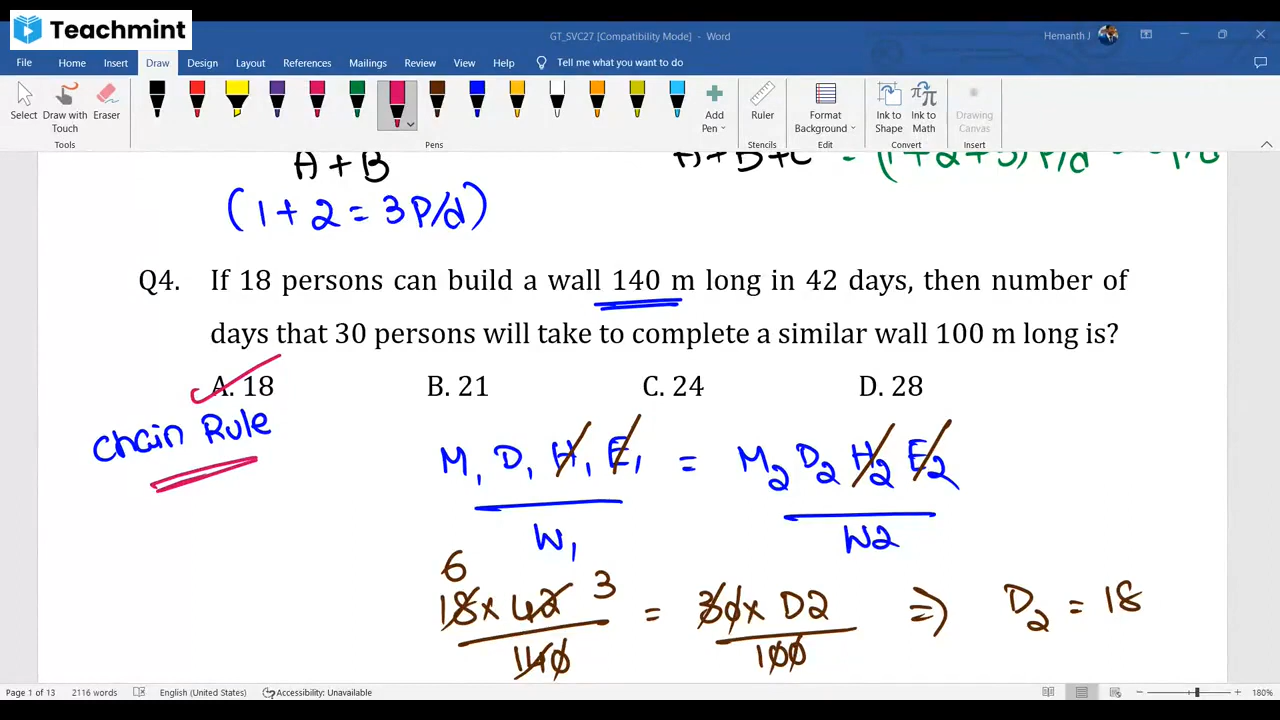 Teachmint
GT_SVC27 [Compatibility Mode] - Word
Hemanth J
File Home Insert Draw Design Layout References Mailings Review View Help Tell me what you want to do
Select Draw with Touch Eraser Add Pen Ruler Format Background Ink to Shape Ink to Math Drawing Canvas
Tools Pens Stencils Edit Convert Insert
A + B
A+B+C = (1+2+3) P/d
(1 + 2 = 3 P/d)
Q4. If 18 persons can build a wall 140 m long in 42 days, then number of
days that 30 persons will take to complete a similar wall 100 m long is?
A. 18 B. 21 C. 24 D. 28
Chain Rule
M1 D1 H1 E1 = M2 D2 H2 E2
W1 W2
6
18 x 42 3 = 30 x D2 => D2 = 18
140 100
Page 1 of 13 2116 words English (United States) Accessibility: Unavailable 180%